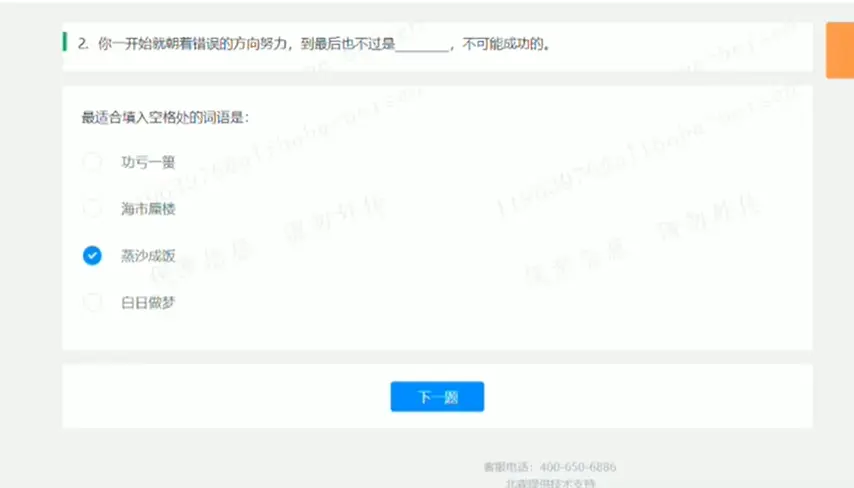 2. 你一开始就朝着错误的方向努力，到最后也不过是________，不可能成功的。
最适合填入空格处的词语是：
功亏一篑
海市蜃楼
蒸沙成饭
白日做梦
下一题
客服电话：400-650-6886
北森提供技术支持